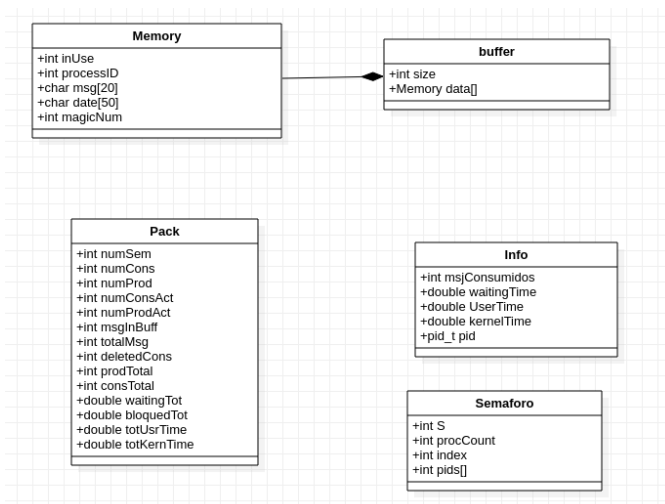 Memory
+int inUse
+int processID
+char msg[20]
+char date[50]
+int magicNum
buffer
+int size
+Memory data[]
Pack
+int numSem
+int numCons
+int numProd
+int numConsAct
+int numProdAct
+int msgInBuff
+int totalMsg
+int deletedCons
+int prodTotal
+int consTotal
+double waitingTot
+double bloquedTot
+double totUsrTime
+double totKernTime
Info
+int msjConsumidos
+double waitingTime
+double UserTime
+double kernelTime
+pid_t pid
Semaforo
+int S
+int procCount
+int index
+int pids[]